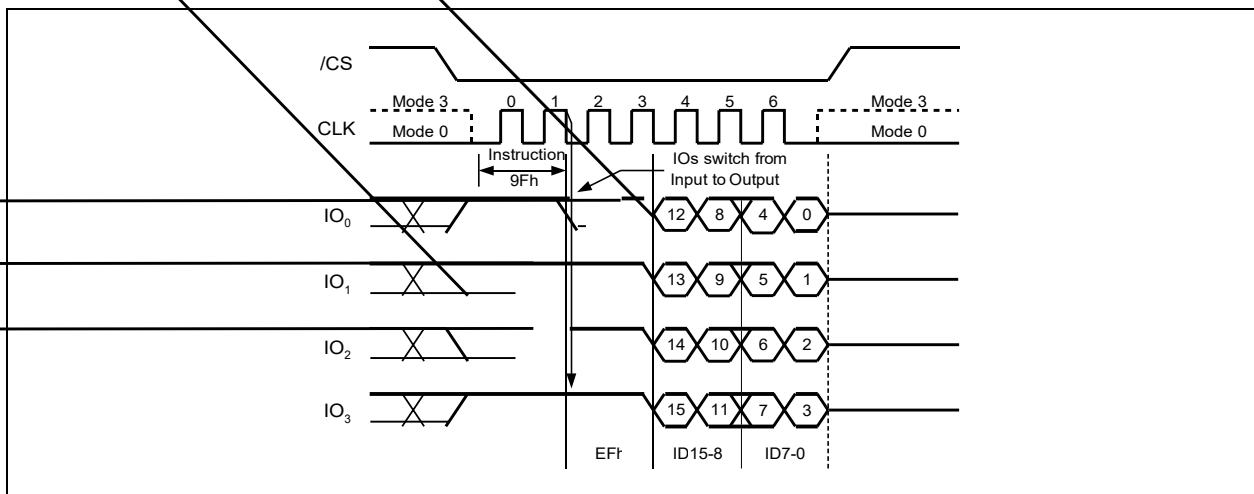 /CS
Mode 3 0 1 2 3 4 5 6 Mode 3
CLK Mode 0 Mode 0
Instruction IOs switch from
9Fh Input to Output
IO0 12 8 4 0
IO1 13 9 5 1
IO2 14 10 6 2
IO3 15 11 7 3
EFh ID15-8 ID7-0